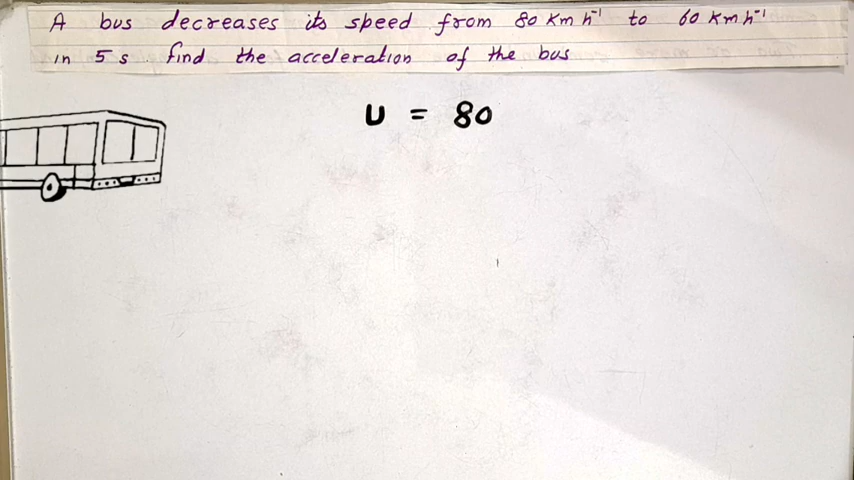 A bus decreases its speed from 80 Km h⁻¹ to 60 Km h⁻¹
in 5 s find the acceleration of the bus
U = 80